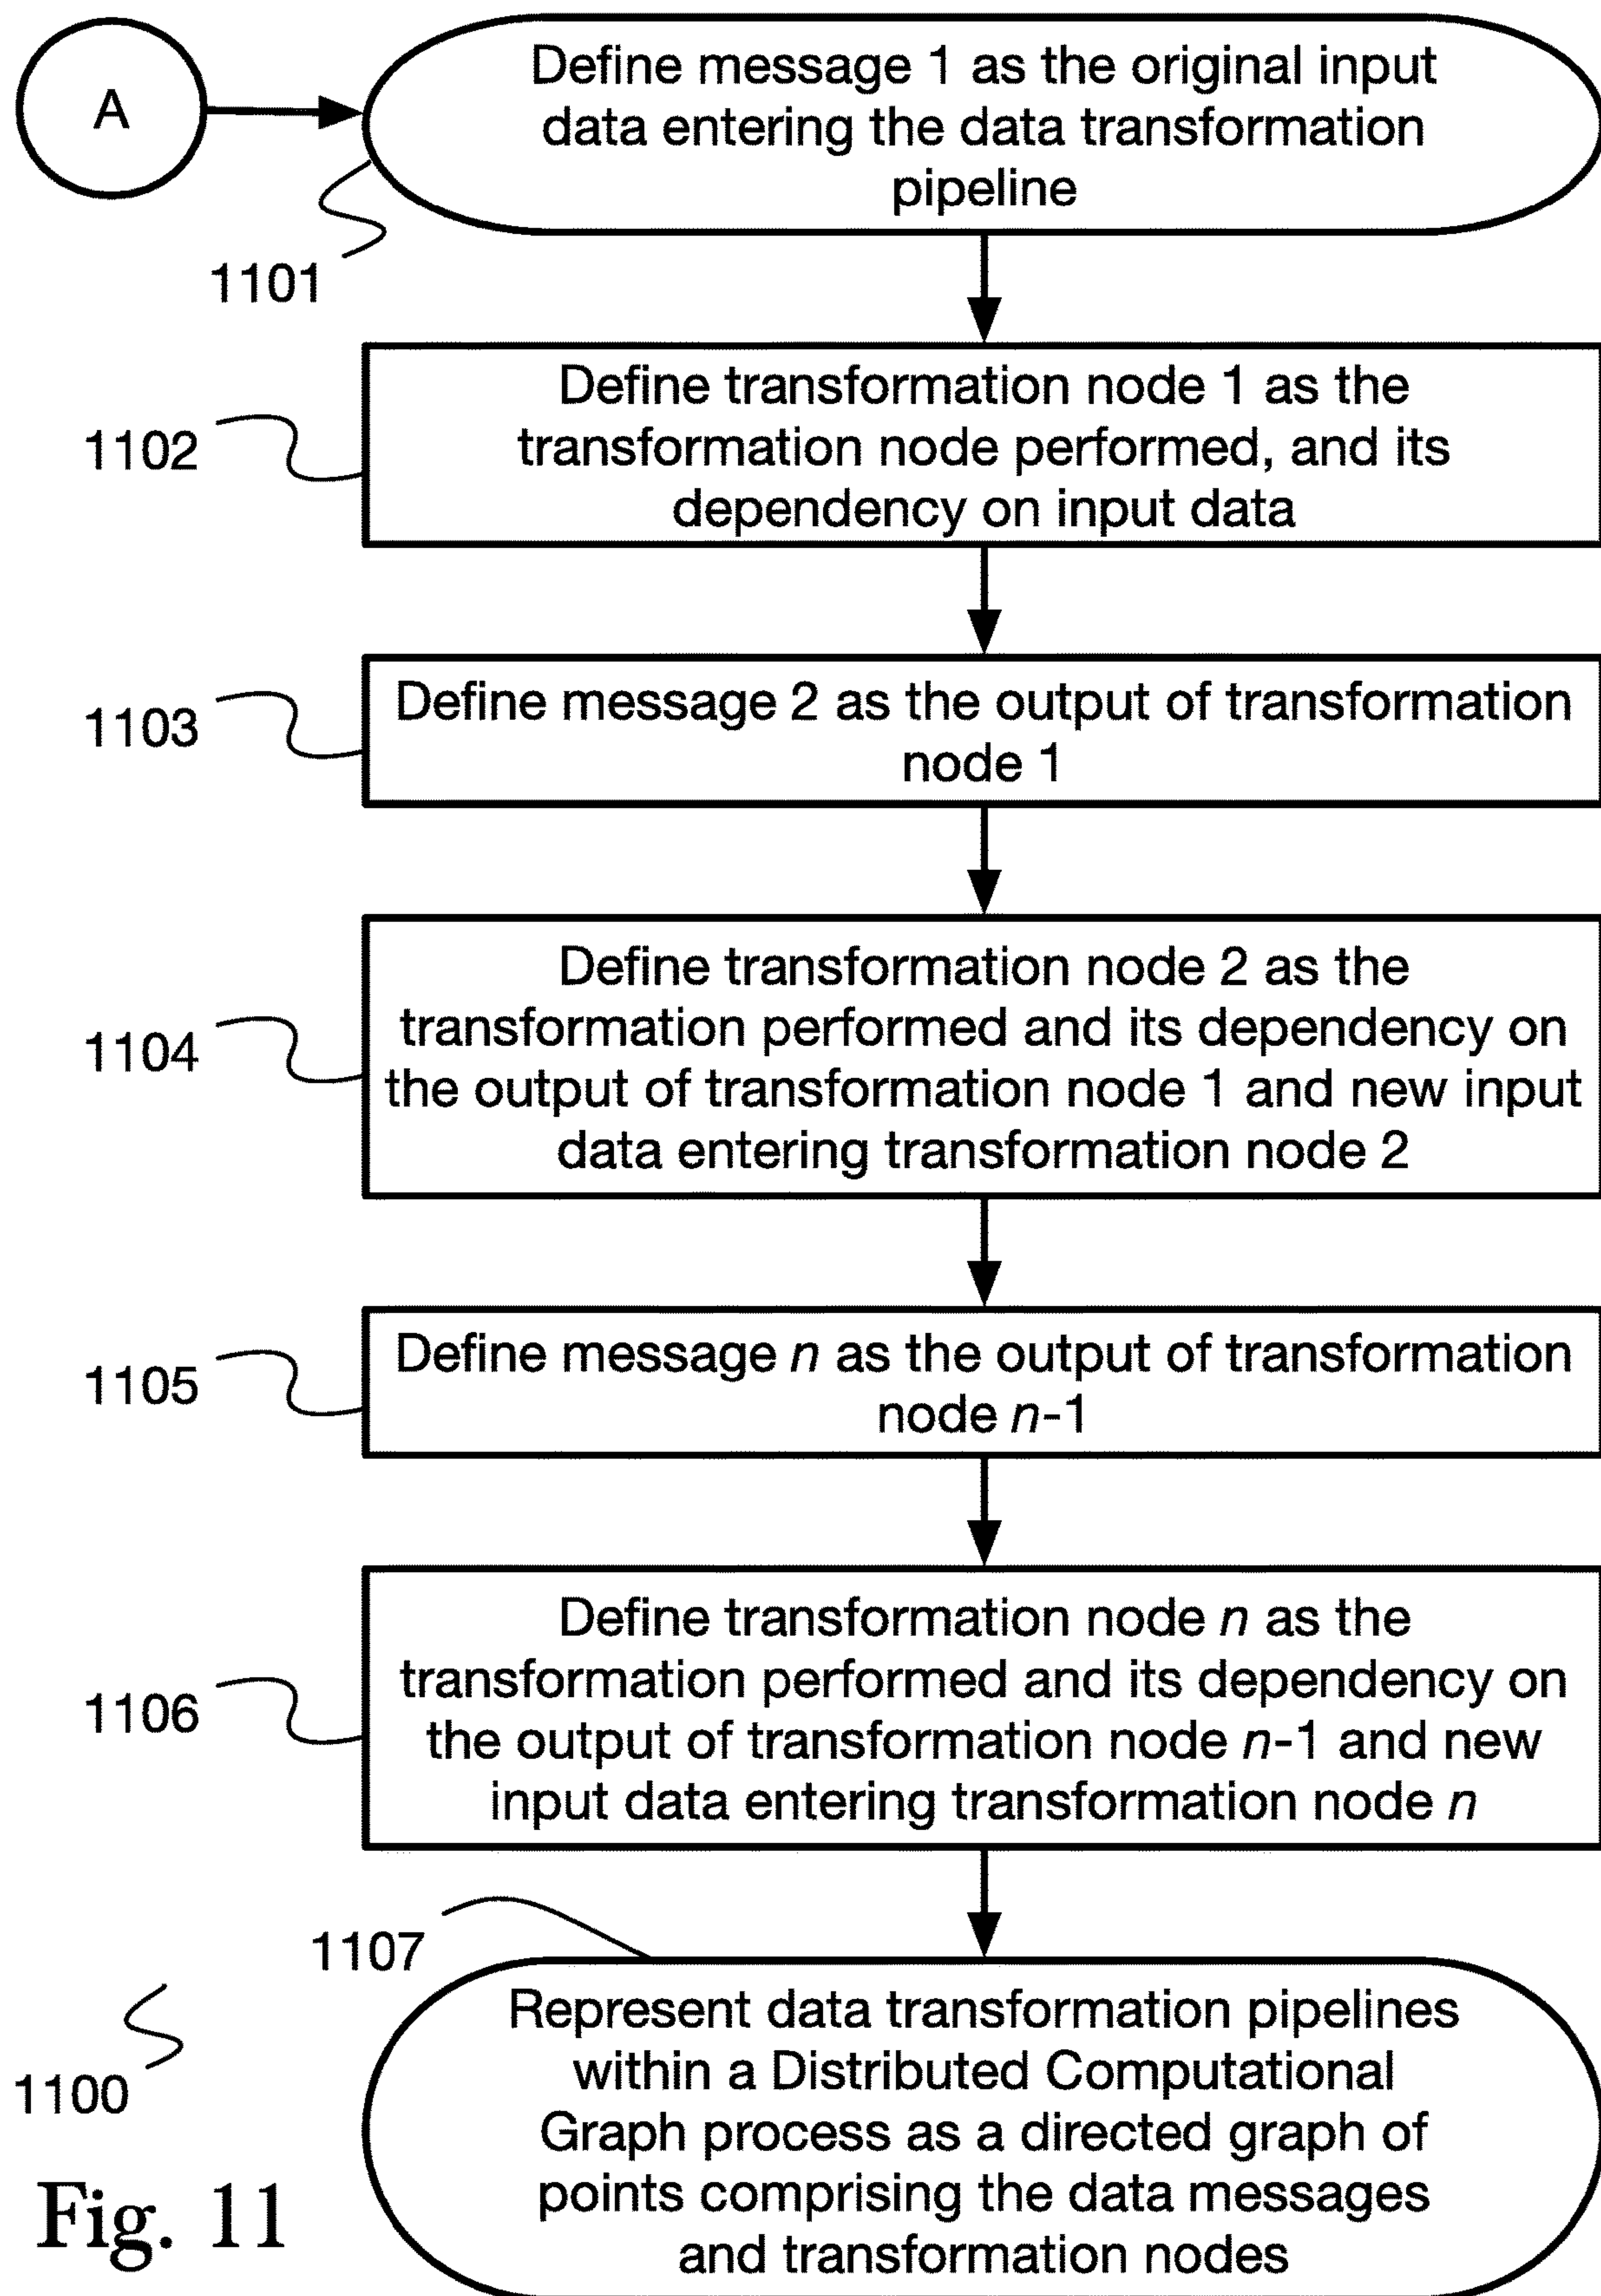 A
Define message 1 as the original input
data entering the data transformation
pipeline
1101
Define transformation node 1 as the
transformation node performed, and its
dependency on input data
1102
Define message 2 as the output of transformation
node 1
1103
Define transformation node 2 as the
transformation performed and its dependency on
the output of transformation node 1 and new input
data entering transformation node 2
1104
Define message n as the output of transformation
node n-1
1105
Define transformation node n as the
transformation performed and its dependency on
the output of transformation node n-1 and new
input data entering transformation node n
1106
1107
Represent data transformation pipelines
within a Distributed Computational
Graph process as a directed graph of
points comprising the data messages
and transformation nodes
1100
Fig. 11